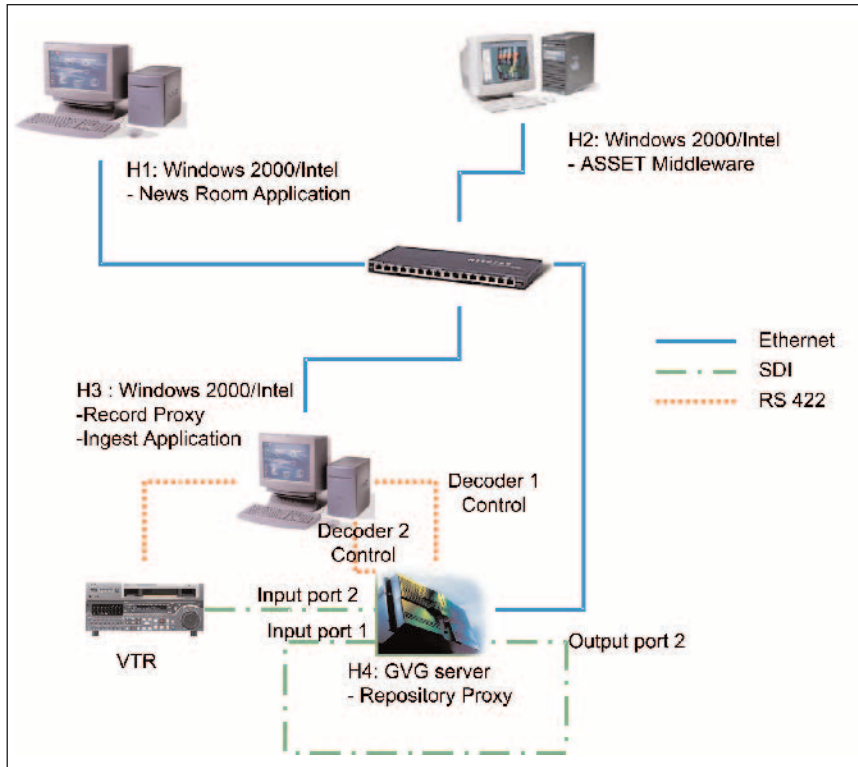 H1: Windows 2000/Intel
- News Room Application
H2: Windows 2000/Intel
- ASSET Middleware
Ethernet
SDI
RS 422
H3 : Windows 2000/Intel
-Record Proxy
-Ingest Application
Decoder 1
Control
Decoder 2
Control
Input port 2
Input port 1
Output port 2
VTR
H4: GVG server
- Repository Proxy